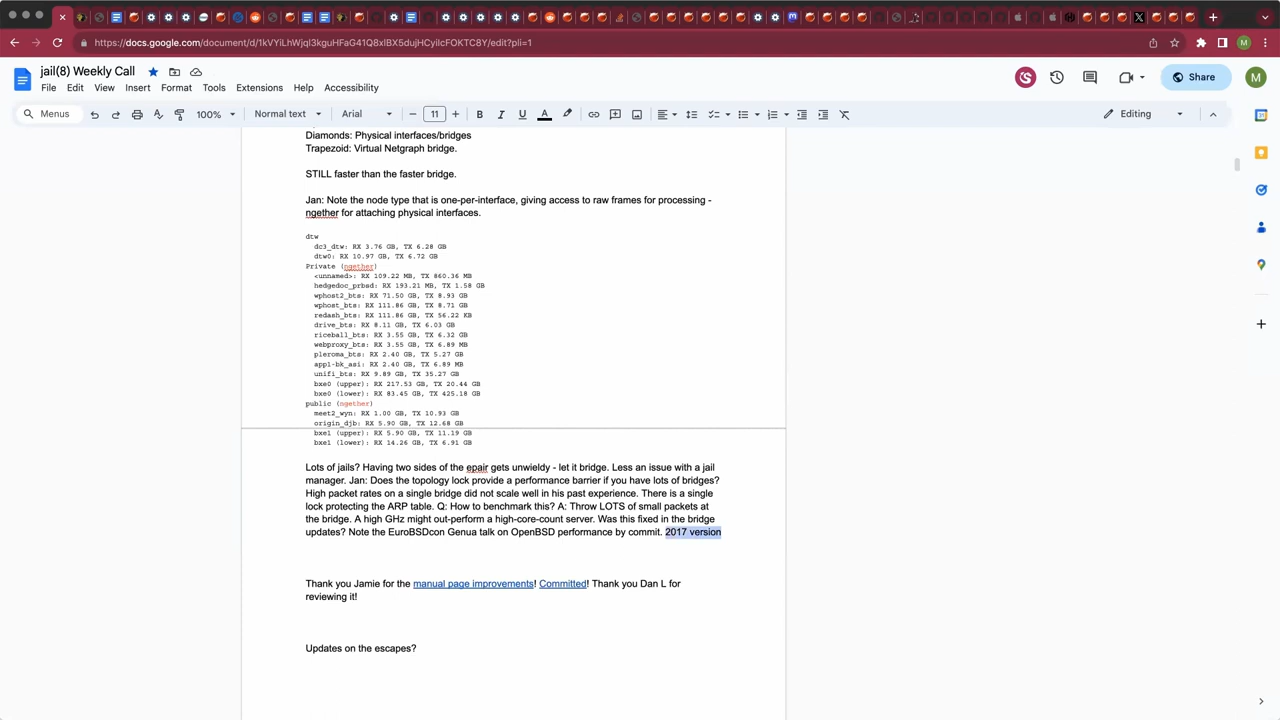 https://docs.google.com/document/d/1kVYiLhWjql3kguHFaG41Q8xlBX5dujHCyilcFOKTC8Y/edit?pli=1
M
jail(8) Weekly Call
File Edit View Insert Format Tools Extensions Help Accessibility
Share
M
Menus
100%
Normal text
Arial
11
Editing
Diamonds: Physical interfaces/bridges
Trapezoid: Virtual Netgraph bridge.
STILL faster than the faster bridge.
Jan: Note the node type that is one-per-interface, giving access to raw frames for processing -
ngether for attaching physical interfaces.
dtw
dc3_dtw: RX 3.76 GB, TX 6.28 GB
dtw0: RX 10.97 GB, TX 6.72 GB
Private (ngether)
<unnamed>: RX 109.22 MB, TX 860.36 MB
hedgedoc_prbsd: RX 193.21 MB, TX 1.58 GB
wphost2_bts: RX 71.50 GB, TX 8.93 GB
wphost_bts: RX 111.86 GB, TX 8.71 GB
redash_bts: RX 111.86 GB, TX 56.22 KB
drive_bts: RX 8.11 GB, TX 6.03 GB
riceball_bts: RX 3.55 GB, TX 6.32 GB
webproxy_bts: RX 3.55 GB, TX 6.89 MB
pleroma_bts: RX 2.40 GB, TX 5.27 GB
app1-bk_asi: RX 2.40 GB, TX 6.89 MB
unifi_bts: RX 9.89 GB, TX 35.27 GB
bxe0 (upper): RX 217.53 GB, TX 20.44 GB
bxe0 (lower): RX 83.45 GB, TX 425.18 GB
public (ngether)
meet2_wyn: RX 1.00 GB, TX 10.93 GB
origin_djb: RX 5.90 GB, TX 12.68 GB
bxe1 (upper): RX 5.90 GB, TX 11.19 GB
bxe1 (lower): RX 14.26 GB, TX 6.91 GB
Lots of jails? Having two sides of the epair gets unwieldy - let it bridge. Less an issue with a jail
manager. Jan: Does the topology lock provide a performance barrier if you have lots of bridges?
High packet rates on a single bridge did not scale well in his past experience. There is a single
lock protecting the ARP table. Q: How to benchmark this? A: Throw LOTS of small packets at
the bridge. A high GHz might out-perform a high-core-count server. Was this fixed in the bridge
updates? Note the EuroBSDcon Genua talk on OpenBSD performance by commit. 2017 version
Thank you Jamie for the manual page improvements! Committed! Thank you Dan L for
reviewing it!
Updates on the escapes?